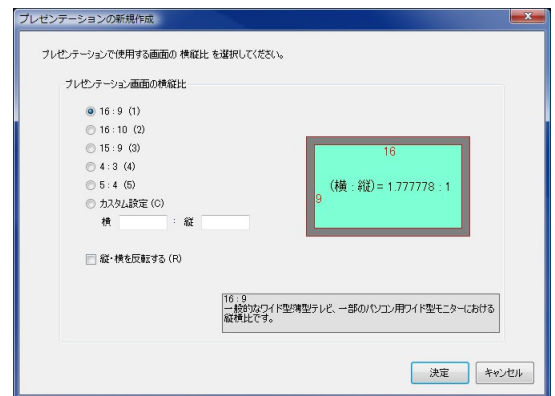 プレゼンテーションの新規作成
プレゼンテーションで使用する画面の 横縦比 を選択してください。
プレゼンテーション画面の横縦比
16 : 9 (1)
16 : 10 (2)
15 : 9 (3)
4 : 3 (4)
5 : 4 (5)
カスタム設定 (C)
横 : 縦
縦・横を反転する (R)
16
9
(横 : 縦) = 1.777778 : 1
16 : 9
一般的なワイド型薄型テレビ、一部のパソコン用ワイド型モニターにおける
縦横比です。
決定
キャンセル